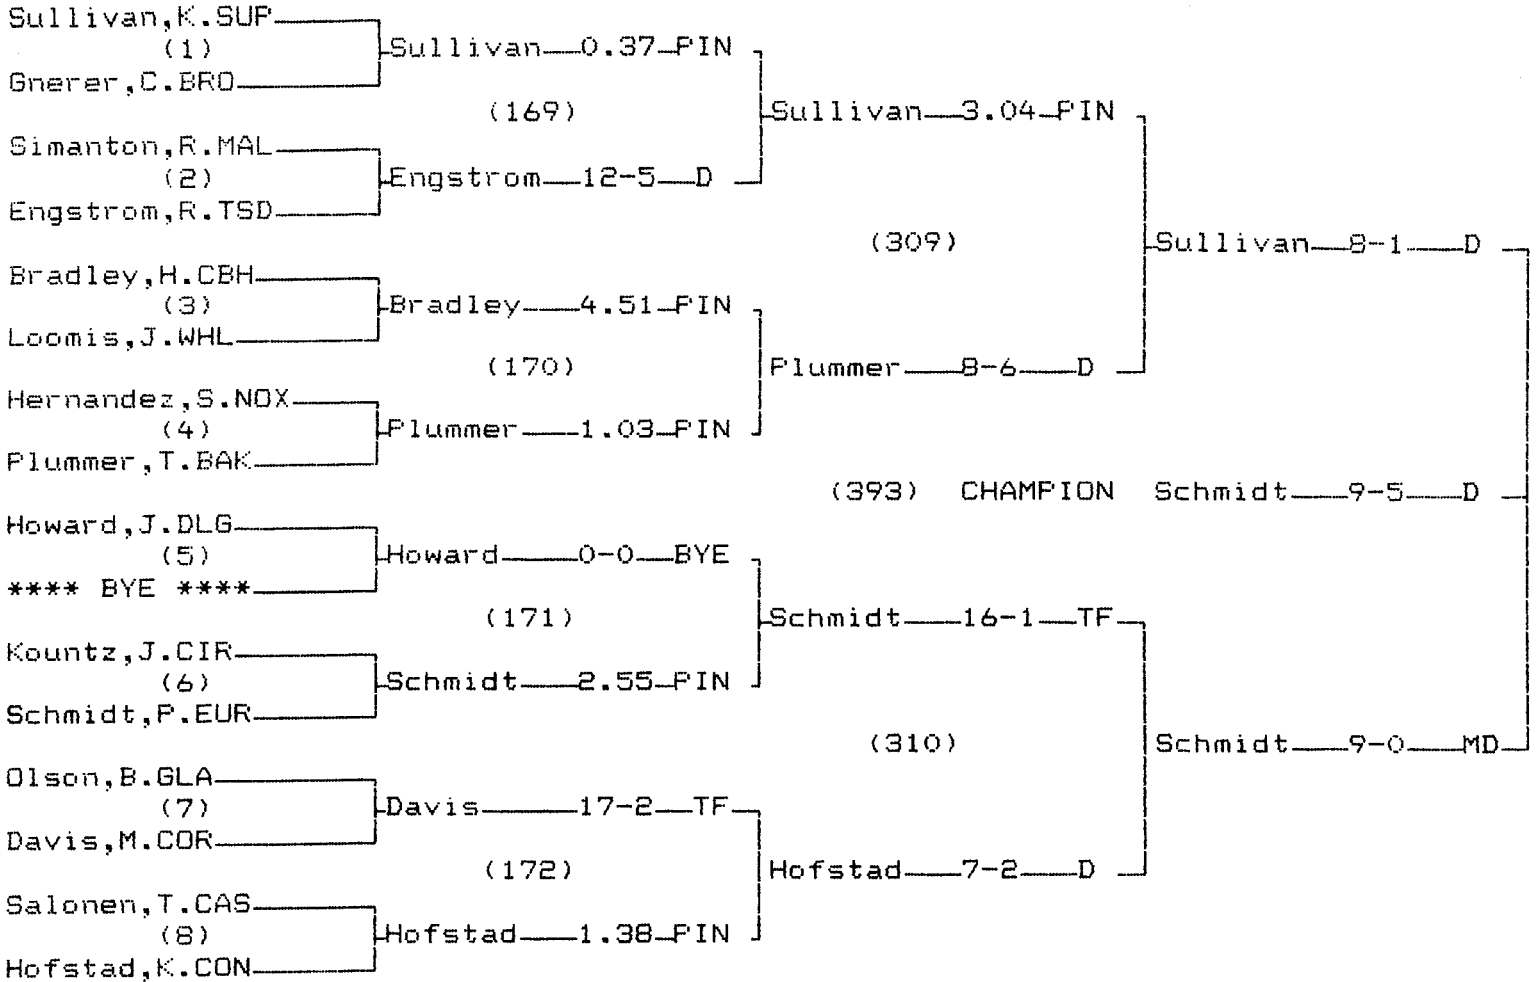 Sullivan,K.SUP
(1) Sullivan 0.37 PIN
Gnerer,C.BRO
(169) Sullivan 3.04 PIN
Simanton,R.MAL
(2) Engstrom 12-5 D
Engstrom,R.TSD
(309) Sullivan 8-1 D
Bradley,H.CBH
(3) Bradley 4.51 PIN
Loomis,J.WHL
(170) Plummer 8-6 D
Hernandez,S.NOX
(4) Plummer 1.03 PIN
Plummer,T.BAK
(393) CHAMPION Schmidt 9-5 D
Howard,J.DLG
(5) Howard 0-0 BYE
**** BYE ****
(171) Schmidt 16-1 TF
Kountz,J.CIR
(6) Schmidt 2.55 PIN
Schmidt,P.EUR
(310) Schmidt 9-0 MD
Olson,B.GLA
(7) Davis 17-2 TF
Davis,M.COR
(172) Hofstad 7-2 D
Salonen,T.CAS
(8) Hofstad 1.38 PIN
Hofstad,K.CON